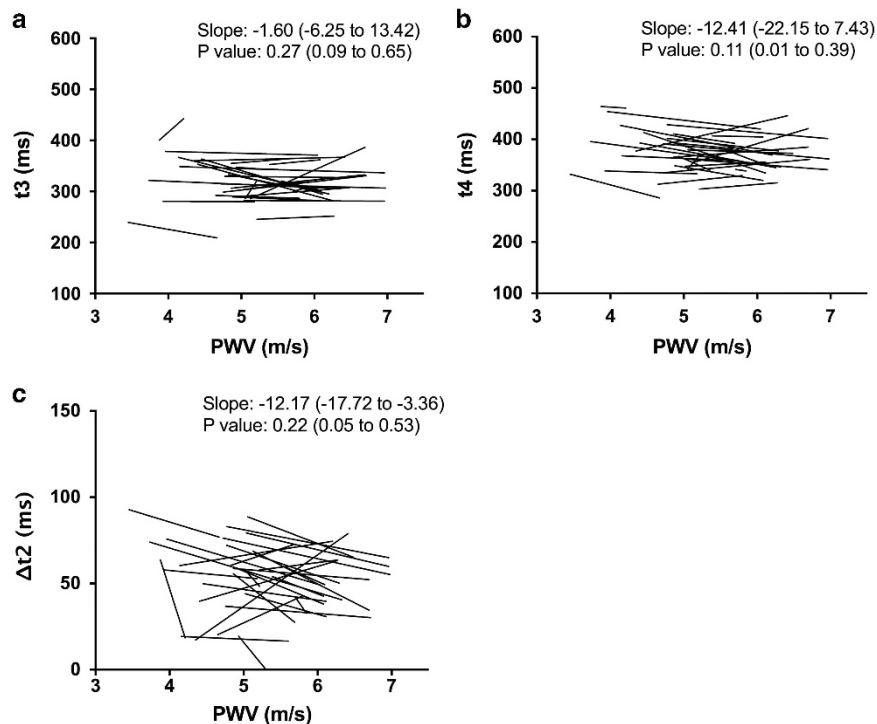 a
Slope: -1.60 (-6.25 to 13.42)
P value: 0.27 (0.09 to 0.65)
600
500
400
300
200
100
t3 (ms)
3 4 5 6 7
PWV (m/s)
b
Slope: -12.41 (-22.15 to 7.43)
P value: 0.11 (0.01 to 0.39)
600
500
400
300
200
100
t4 (ms)
3 4 5 6 7
PWV (m/s)
c
Slope: -12.17 (-17.72 to -3.36)
P value: 0.22 (0.05 to 0.53)
150
100
50
0
Δt2 (ms)
3 4 5 6 7
PWV (m/s)